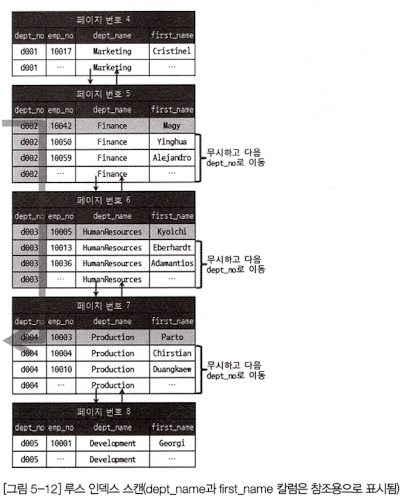 페이지 번호 4
dept_no emp_no dept_name first_name
d001 10017 Marketing Cristinel
d001 ... Marketing ...
페이지 번호 5
dept_no emp_no dept_name first_name
d002 10042 Finance Magy
d002 10050 Finance Yinghua
d002 10059 Finance Alejandro
d002 ... Finance ...
무시하고 다음
dept_no로 이동
페이지 번호 6
dept_no emp_no dept_name first_name
d003 10005 HumanResources Kyoichi
d003 10013 HumanResources Eberhardt
d003 10036 HumanResources Adamantios
d003 ... HumanResources ...
무시하고 다음
dept_no로 이동
페이지 번호 7
dept_no emp_no dept_name first_name
d004 10003 Production Parto
d004 10004 Production Chirstian
d004 10010 Production Duangkaew
d004 ... Production ...
무시하고 다음
dept_no로 이동
페이지 번호 8
dept_no emp_no dept_name first_name
d005 10001 Development Georgi
d005 ... Development ...
[그림 5-12] 루스 인덱스 스캔(dept_name과 first_name 칼럼은 참조용으로 표시됨)